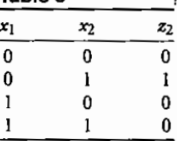 x₁ x₂ z₂
0 0 0
0 1 1
1 0 0
1 1 0